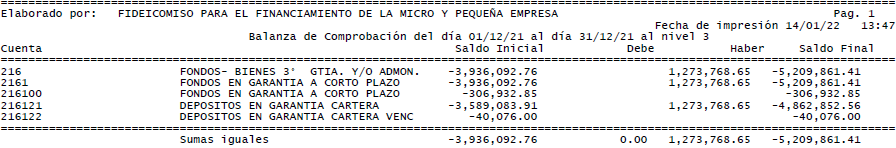 Elaborado por: FIDEICOMISO PARA EL FINANCIAMIENTO DE LA MICRO Y PEQUEÑA EMPRESA Pag. 1
Fecha de impresión 14/01/22 13:47
Balanza de Comprobación del día 01/12/21 al día 31/12/21 al nivel 3
Cuenta Saldo Inicial Debe Haber Saldo Final
216 FONDOS- BIENES 3' GTIA. Y/O ADMON. -3,936,092.76 1,273,768.65 -5,209,861.41
2161 FONDOS EN GARANTIA A CORTO PLAZO -3,936,092.76 1,273,768.65 -5,209,861.41
216100 FONDOS EN GARANTIA A CORTO PLAZO -306,932.85 -306,932.85
216121 DEPOSITOS EN GARANTIA CARTERA -3,589,083.91 1,273,768.65 -4,862,852.56
216122 DEPOSITOS EN GARANTIA CARTERA VENC -40,076.00 -40,076.00
Sumas iguales -3,936,092.76 0.00 1,273,768.65 -5,209,861.41